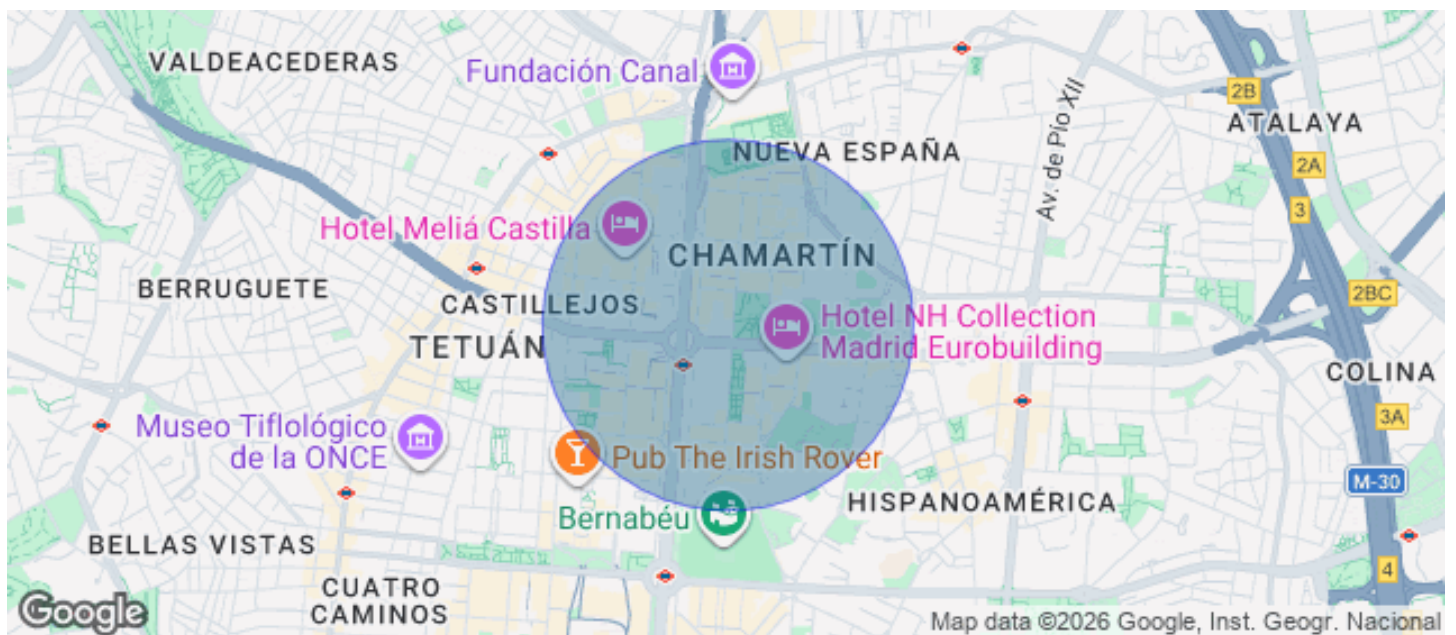 VALDEACEDERAS
Fundación Canal
2B
ATALAYA
Av. de Pío XII
NUEVA ESPAÑA
2A
3
Hotel Meliá Castilla
CHAMARTÍN
BERRUGUETE
CASTILLEJOS
2BC
Hotel NH Collection
Madrid Eurobuilding
TETUÁN
COLINA
3A
Museo Tiflológico
de la ONCE
Pub The Irish Rover
M-30
HISPANOAMÉRICA
Bernabéu
BELLAS VISTAS
4
CUATRO
CAMINOS
Google
Map data ©2026 Google, Inst. Geogr. Nacional